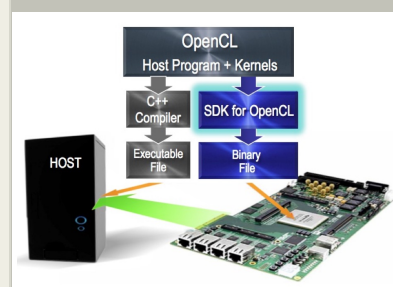 OpenCL
Host Program + Kernels
C++
Compiler
SDK for OpenCL
Executable
File
Binary
File
HOST